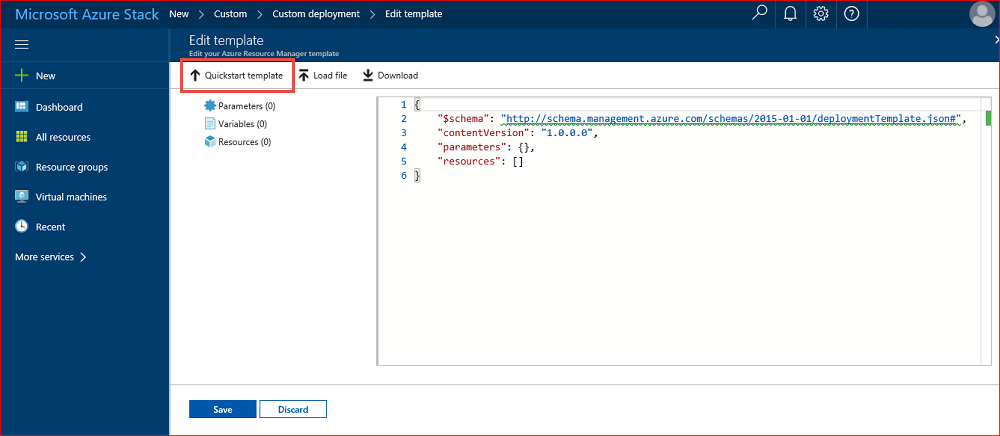 Microsoft Azure Stack New > Custom > Custom deployment > Edit template
Edit template
Edit your Azure Resource Manager template
Quickstart template Load file Download
New
Dashboard
All resources
Resource groups
Virtual machines
Recent
More services >
Parameters (0)
Variables (0)
Resources (0)
1 {
2 "$schema": "http://schema.management.azure.com/schemas/2015-01-01/deploymentTemplate.json#",
3 "contentVersion": "1.0.0.0",
4 "parameters": {},
5 "resources": []
6 }
Save Discard